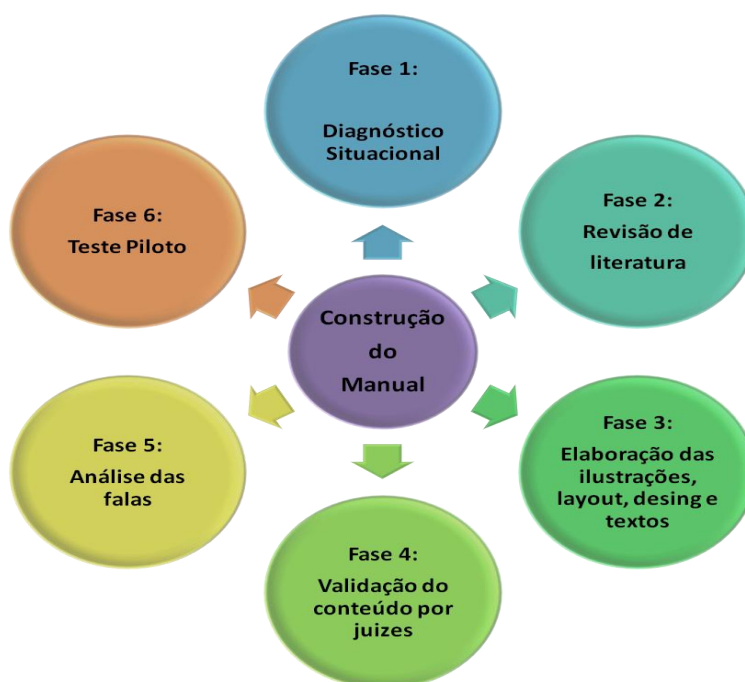 Fase 1:
Diagnóstico
Situacional
Fase 2:
Revisão de
literatura
Fase 3:
Elaboração das
ilustrações,
layout, desing e
textos
Fase 4:
Validação do
conteúdo por
juizes
Fase 5:
Análise das
falas
Fase 6:
Teste Piloto
Construção
do
Manual